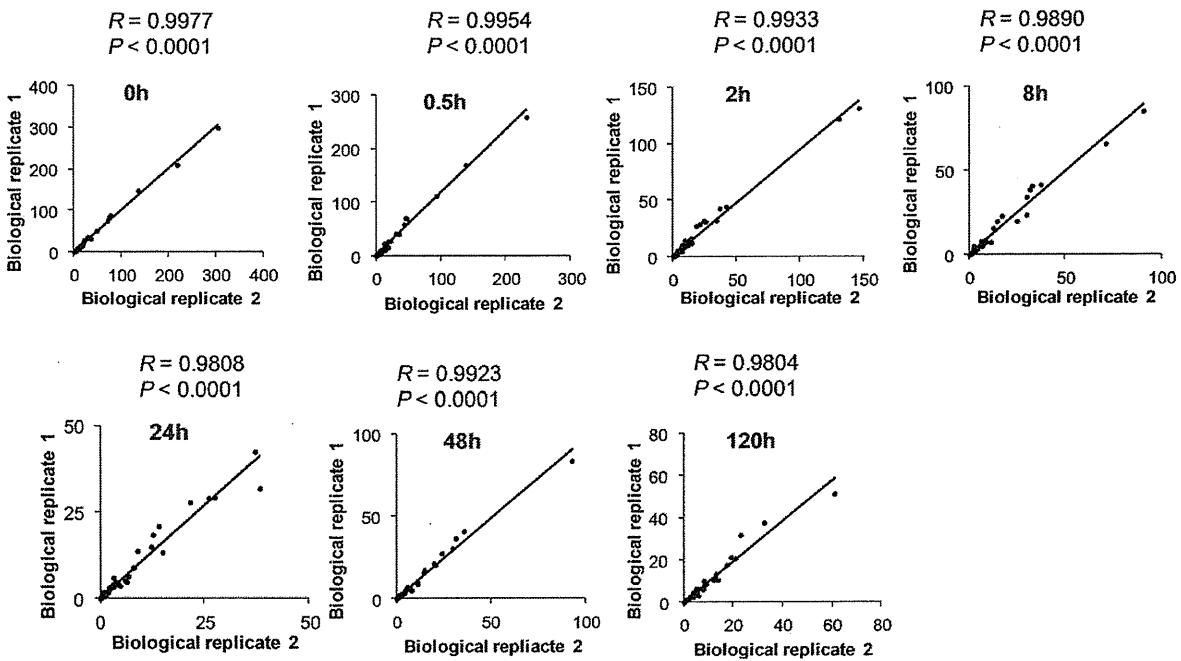 R = 0.9977
P < 0.0001
R = 0.9954
P < 0.0001
R = 0.9933
P < 0.0001
R = 0.9890
P < 0.0001
0h
Biological replicate 1
400
300
200
100
0
0 100 200 300 400
Biological replicate 2
0.5h
Biological replicate 1
300
200
100
0
0 100 200 300
Biological replicate 2
2h
Biological replicate 1
150
100
50
0
0 50 100 150
Biological replicate 2
8h
Biological replicate 1
100
50
0
0 50 100
Biological replicate 2
R = 0.9808
P < 0.0001
R = 0.9923
P < 0.0001
R = 0.9804
P < 0.0001
24h
Biological replicate 1
50
25
0
0 25 50
Biological replicate 2
48h
Biological replicate 1
100
50
0
0 50 100
Biological repliacte 2
120h
Biological replicate 1
80
60
40
20
0
0 20 40 60 80
Biological replicate 2